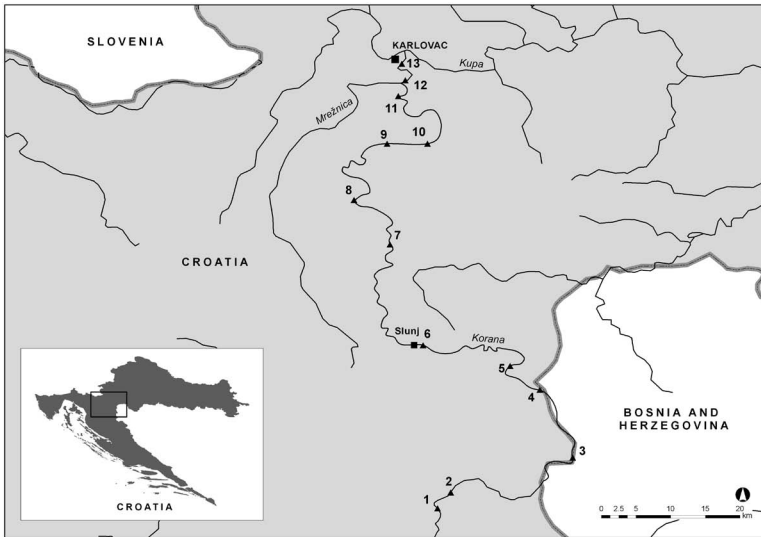 SLOVENIA
KARLOVAC
13
Kupa
12
Mrežnica
11
9
10
8
7
CROATIA
Slunj
6
Korana
5
4
BOSNIA AND
HERZEGOVINA
3
2
1
CROATIA
0 2.5 5 10 15 20
km